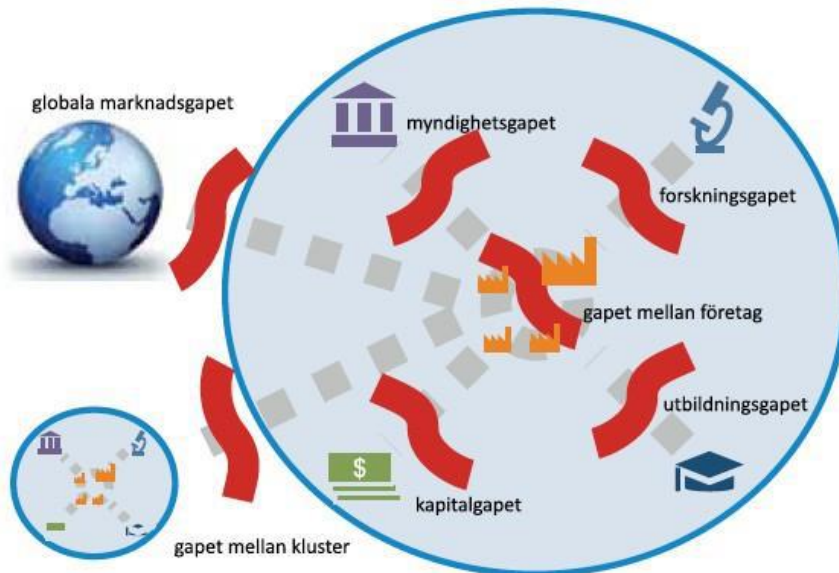 globala marknadsgapet
myndighetsgapet
forskningsgapet
gapet mellan företag
utbildningsgapet
$
kapitalgapet
gapet mellan kluster